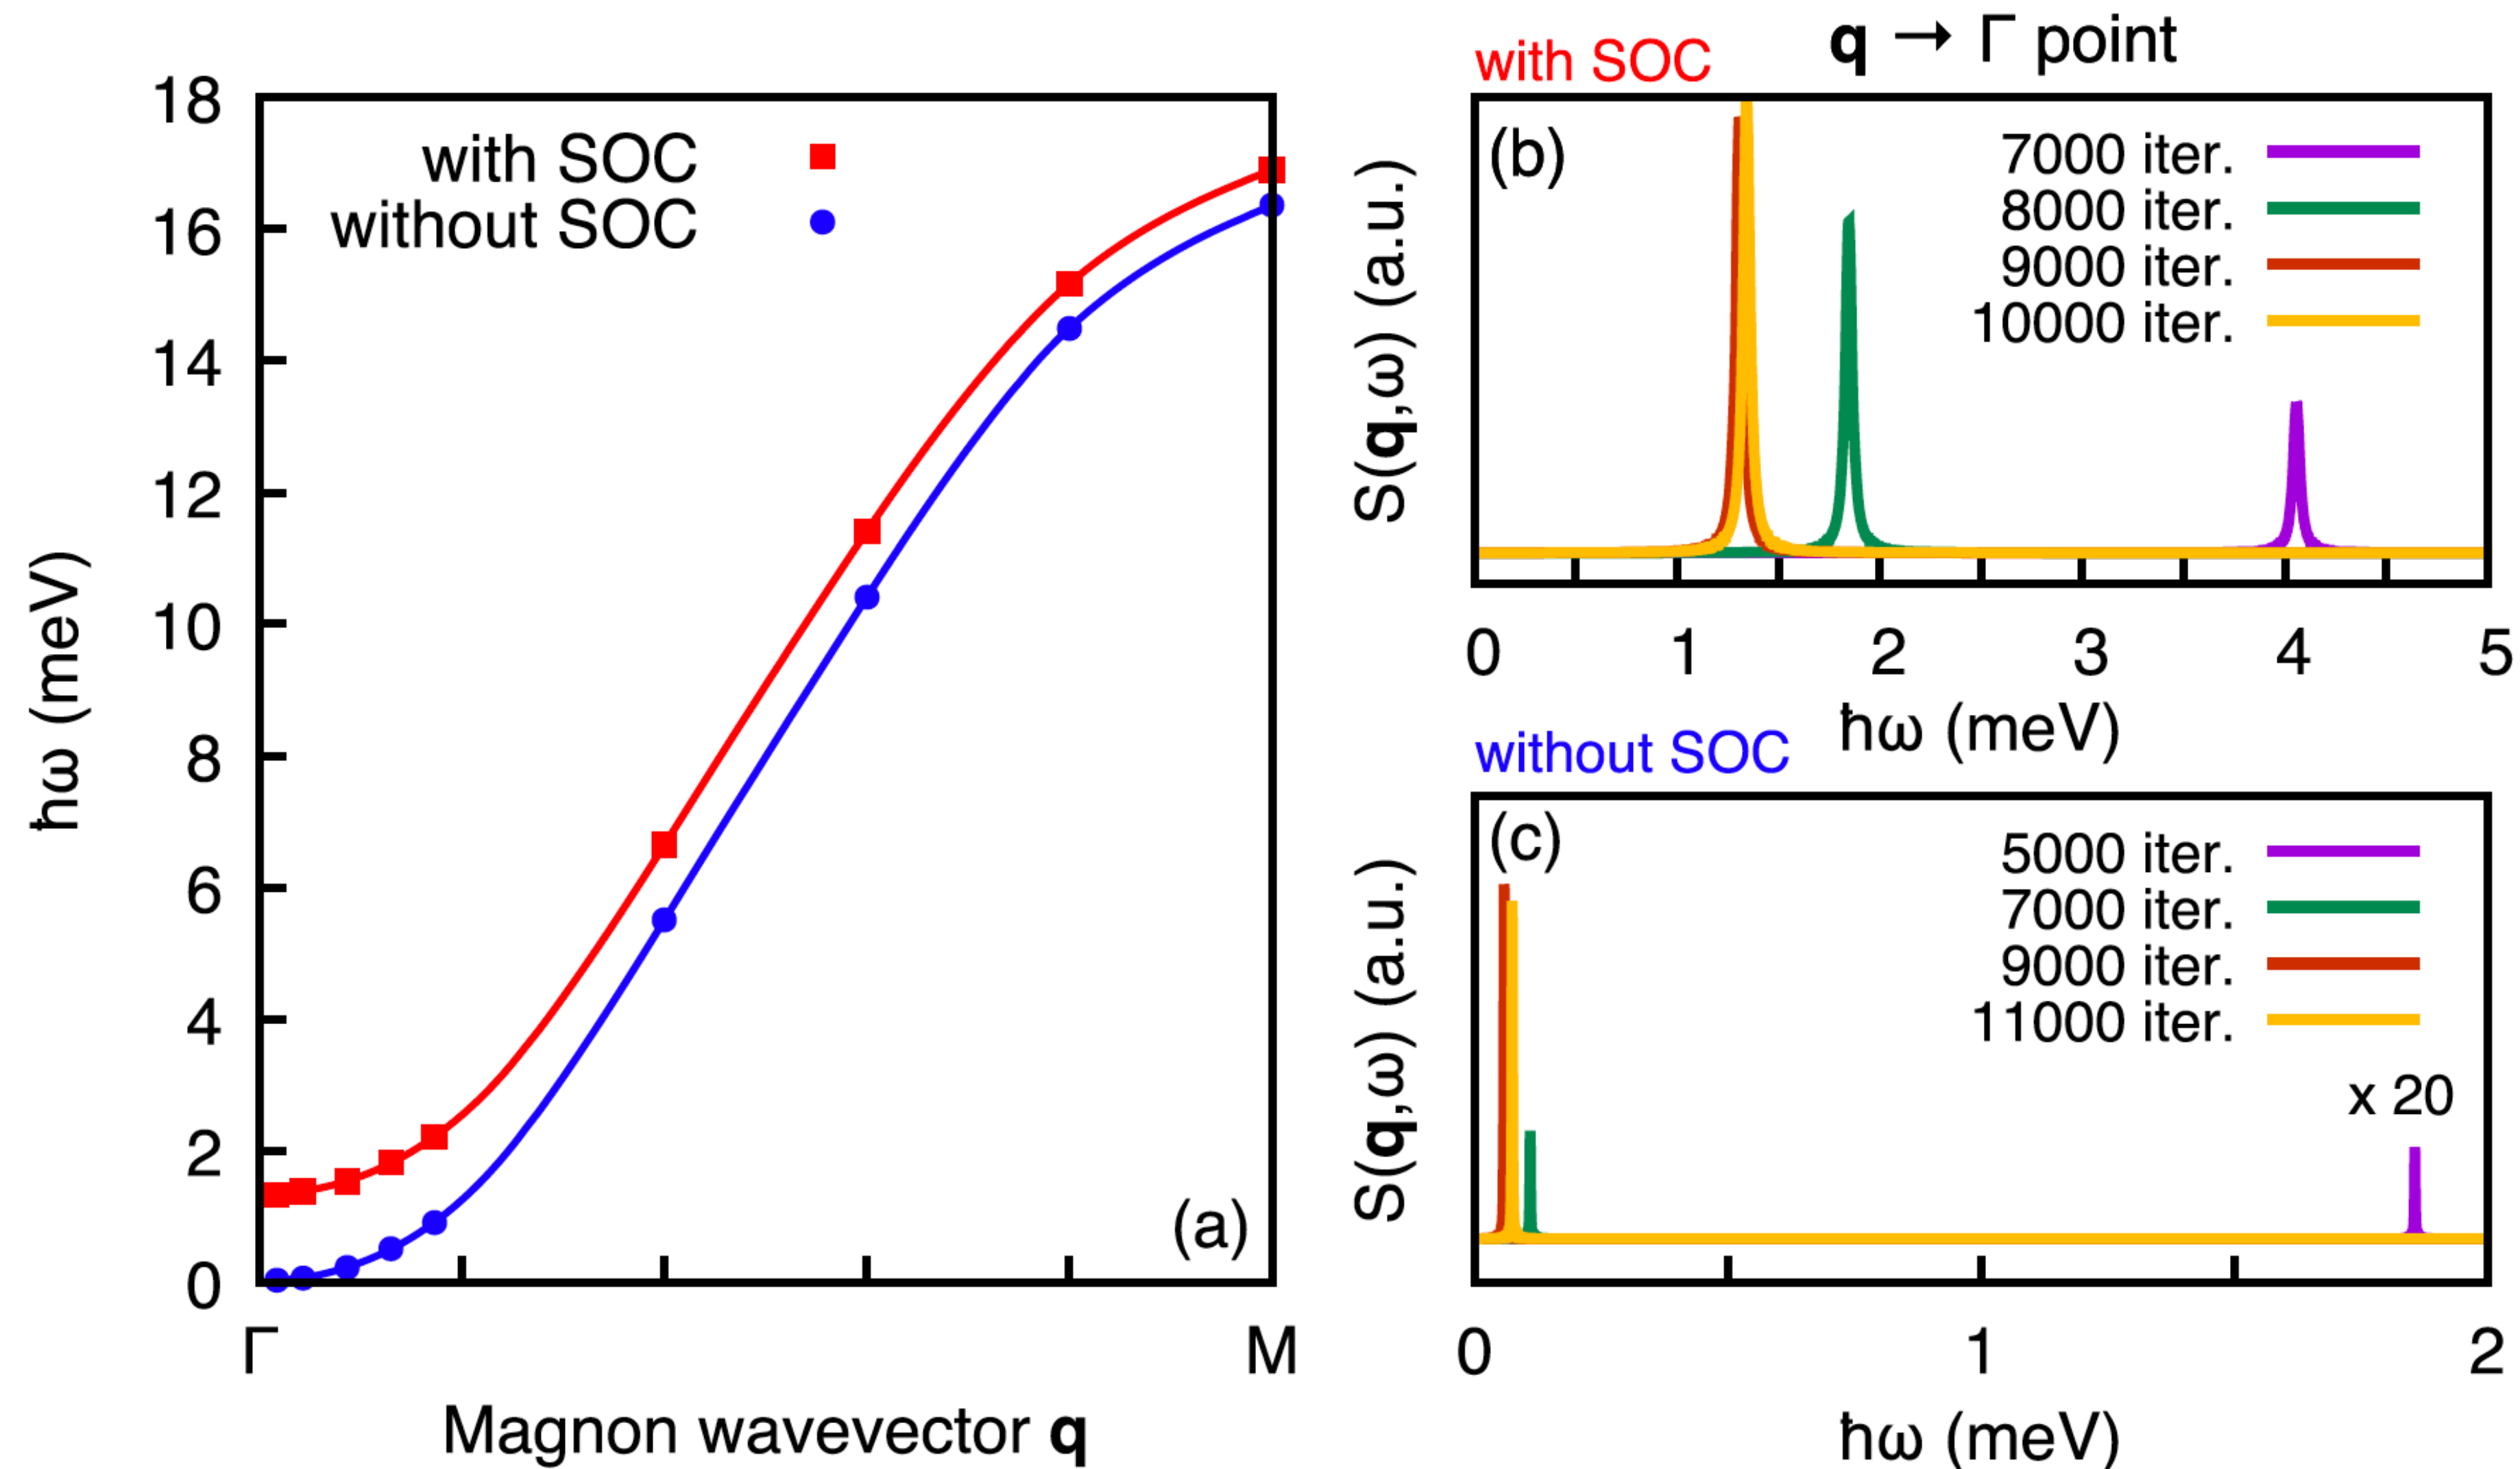 18
16
14
12
10
8
6
4
2
0
ħω (meV)
with SOC
without SOC
(a)
Γ
M
Magnon wavevector q
q → Γ point
with SOC
(b)
7000 iter.
8000 iter.
9000 iter.
10000 iter.
S(q,ω) (a.u.)
0 1 2 3 4 5
ħω (meV)
without SOC
(c)
5000 iter.
7000 iter.
9000 iter.
11000 iter.
x 20
S(q,ω) (a.u.)
0 1 2
ħω (meV)